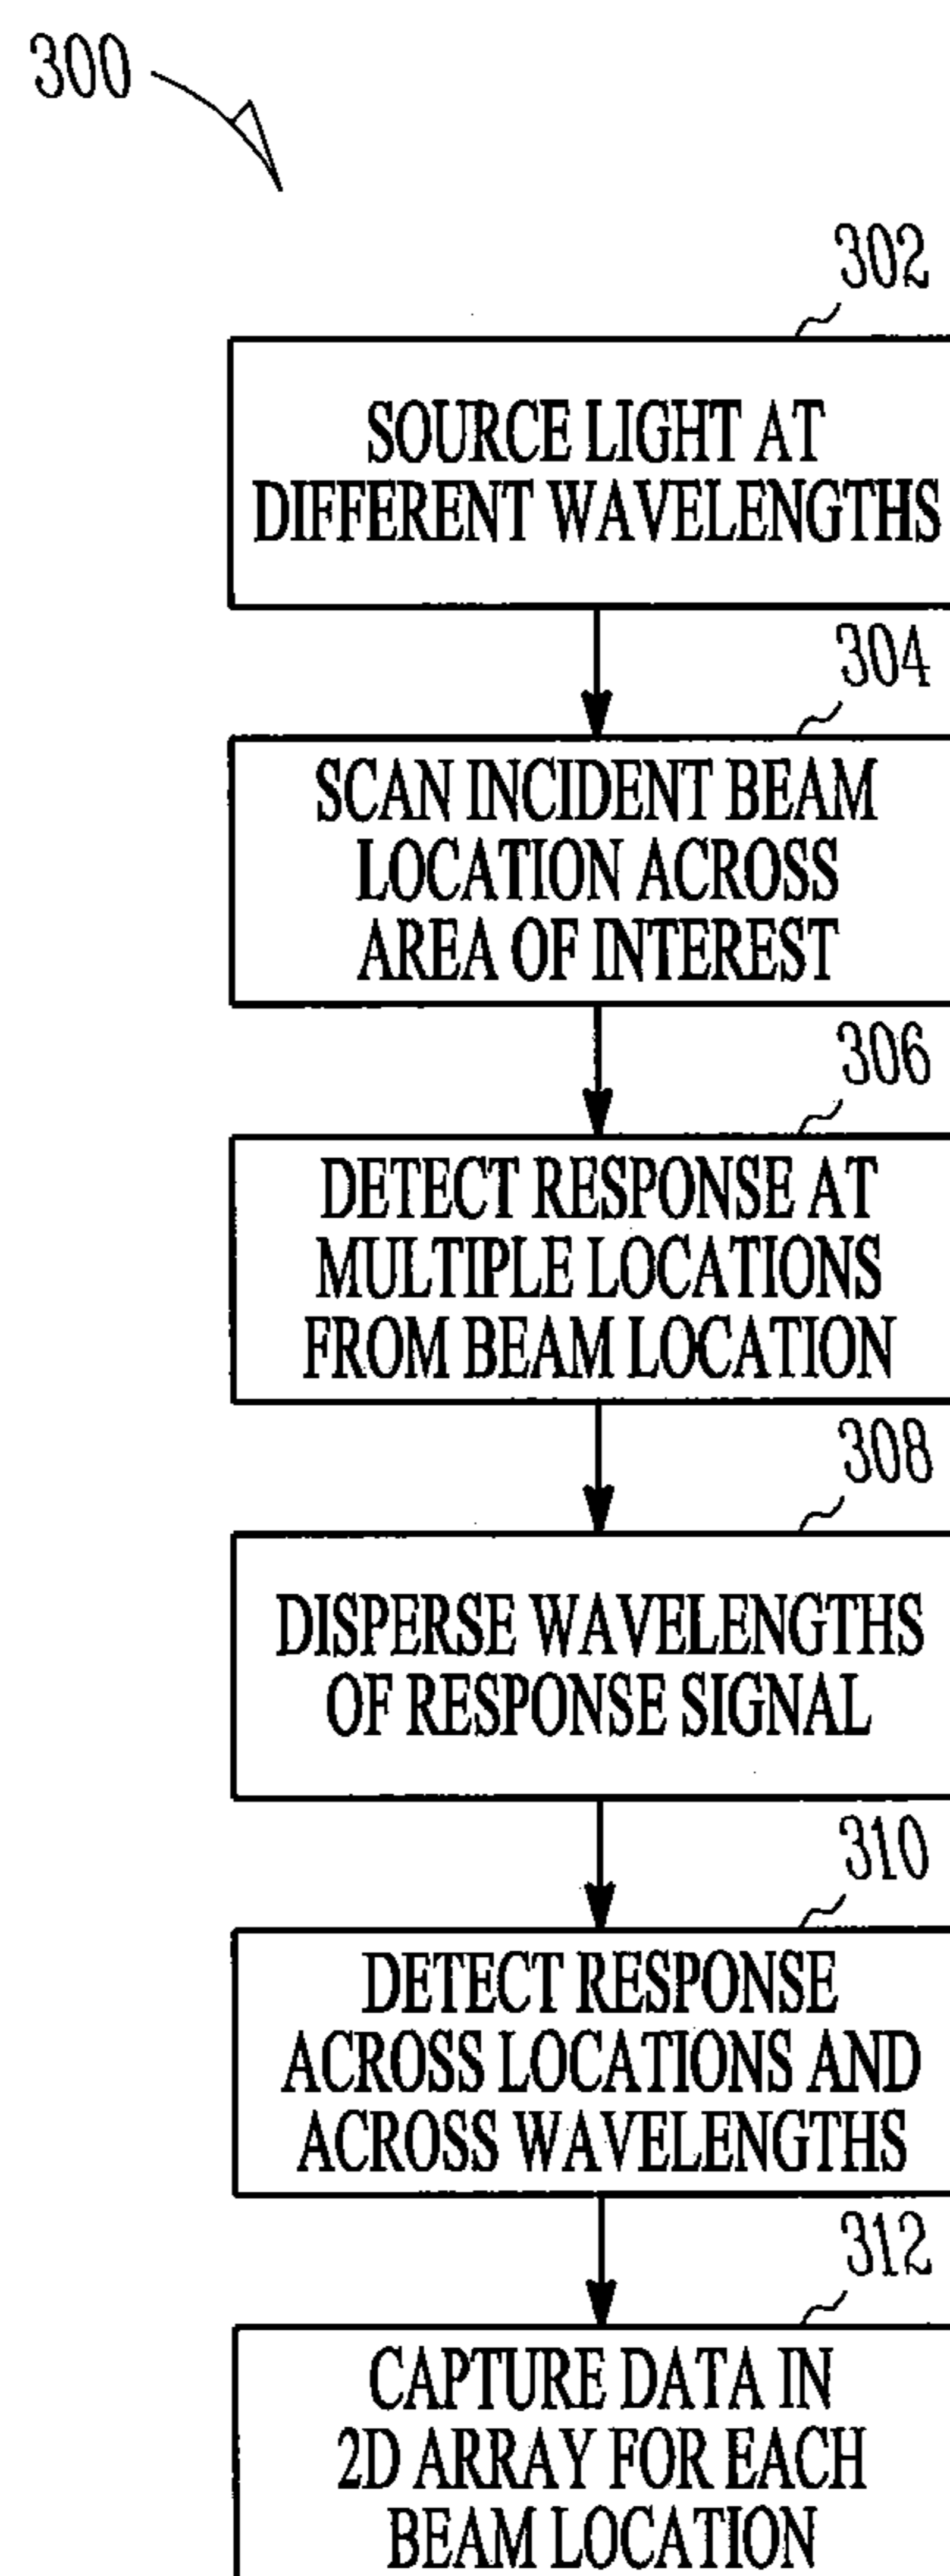 300
302
SOURCE LIGHT AT
DIFFERENT WAVELENGTHS
304
SCAN INCIDENT BEAM
LOCATION ACROSS
AREA OF INTEREST
306
DETECT RESPONSE AT
MULTIPLE LOCATIONS
FROM BEAM LOCATION
308
DISPERSE WAVELENGTHS
OF RESPONSE SIGNAL
310
DETECT RESPONSE
ACROSS LOCATIONS AND
ACROSS WAVELENGTHS
312
CAPTURE DATA IN
2D ARRAY FOR EACH
BEAM LOCATION